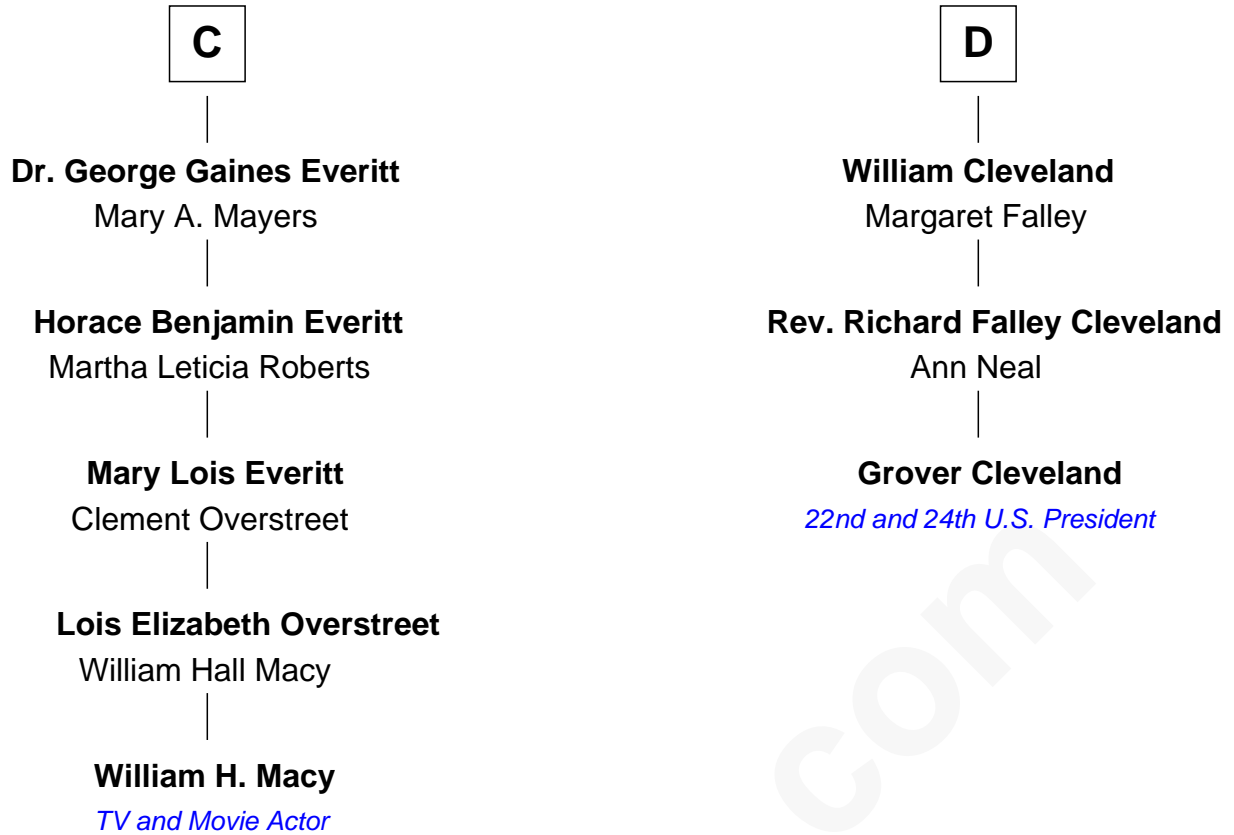 C
Dr. George Gaines Everitt
Mary A. Mayers
Horace Benjamin Everitt
Martha Leticia Roberts
Mary Lois Everitt
Clement Overstreet
Lois Elizabeth Overstreet
William Hall Macy
William H. Macy
TV and Movie Actor
D
William Cleveland
Margaret Falley
Rev. Richard Falley Cleveland
Ann Neal
Grover Cleveland
22nd and 24th U.S. President
com